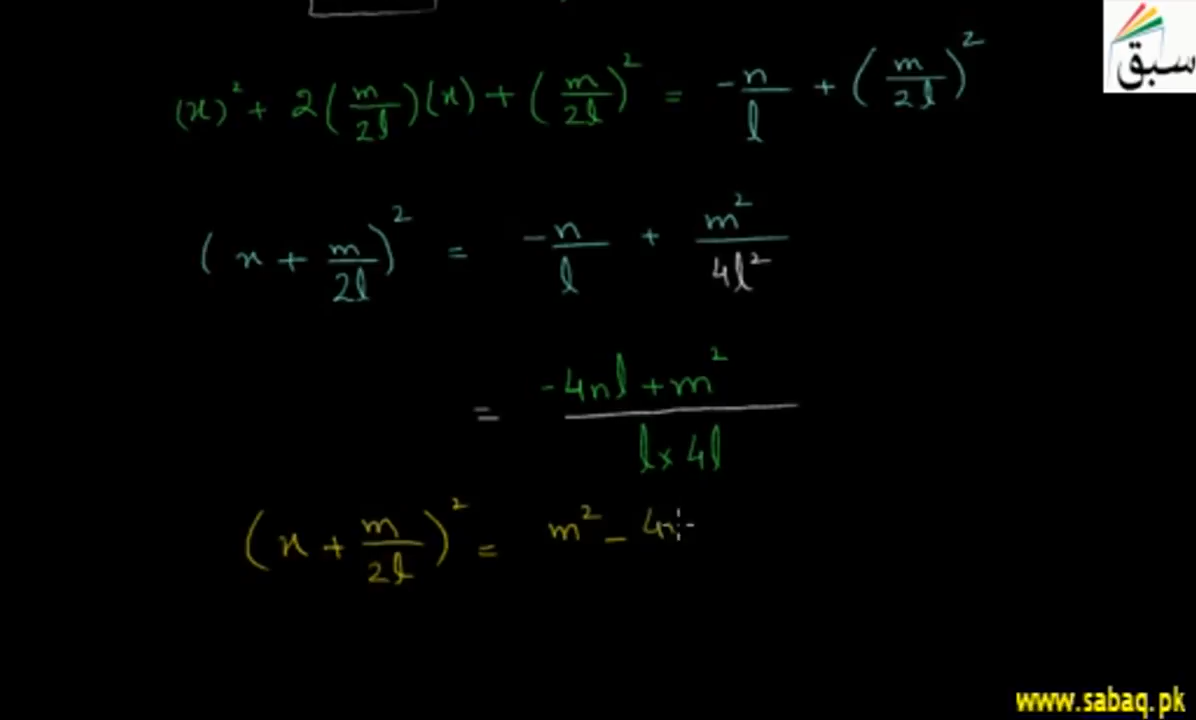 سبق
(x)² + 2(m/2l)(x) + (m/2l)² = -n/l + (m/2l)²
(x + m/2l)² = -n/l + m²/4l²
= -4nl + m² / l × 4l
(x + m/2l)² = m² - 4n
www.sabaq.pk